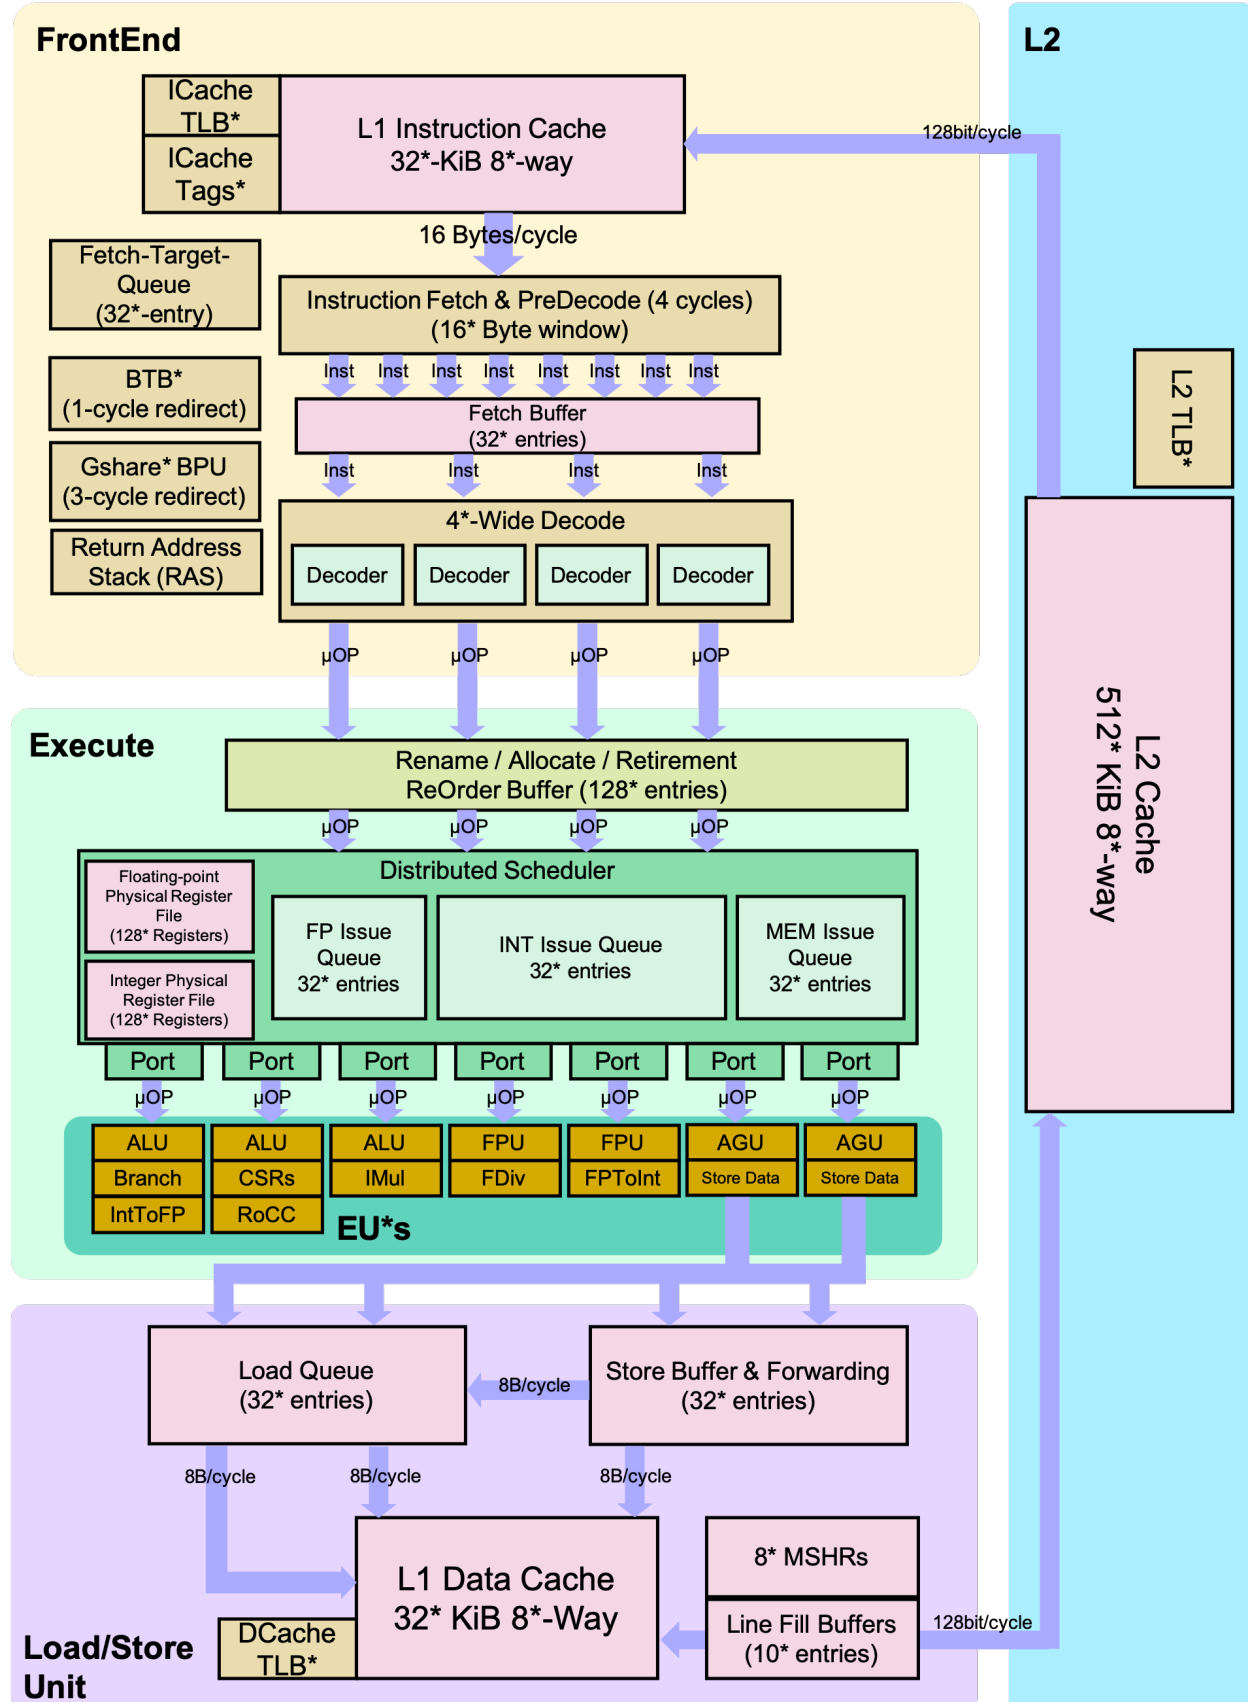 FrontEnd
L2
ICache
TLB*
ICache
Tags*
L1 Instruction Cache
32*-KiB 8*-way
128bit/cycle
16 Bytes/cycle
Fetch-Target-
Queue
(32*-entry)
Instruction Fetch & PreDecode (4 cycles)
(16* Byte window)
Inst Inst Inst Inst Inst Inst Inst Inst
BTB*
(1-cycle redirect)
Fetch Buffer
(32* entries)
Inst Inst Inst Inst
Gshare* BPU
(3-cycle redirect)
Return Address
Stack (RAS)
4*-Wide Decode
Decoder Decoder Decoder Decoder
µOP µOP µOP µOP
L2 TLB*
L2 Cache
512* KiB 8*-way
Execute
Rename / Allocate / Retirement
ReOrder Buffer (128* entries)
µOP µOP µOP µOP
Distributed Scheduler
Floating-point
Physical Register
File
(128* Registers)
Integer Physical
Register File
(128* Registers)
FP Issue
Queue
32* entries
INT Issue Queue
32* entries
MEM Issue
Queue
32* entries
Port Port Port Port Port Port Port
µOP µOP µOP µOP µOP µOP µOP
ALU ALU ALU FPU FPU AGU AGU
Branch CSRs IMul FDiv FPToInt Store Data Store Data
IntToFP RoCC
EU*s
Load Queue
(32* entries)
8B/cycle
Store Buffer & Forwarding
(32* entries)
8B/cycle 8B/cycle 8B/cycle
L1 Data Cache
32* KiB 8*-Way
8* MSHRs
Line Fill Buffers
(10* entries)
128bit/cycle
DCache
TLB*
Load/Store
Unit